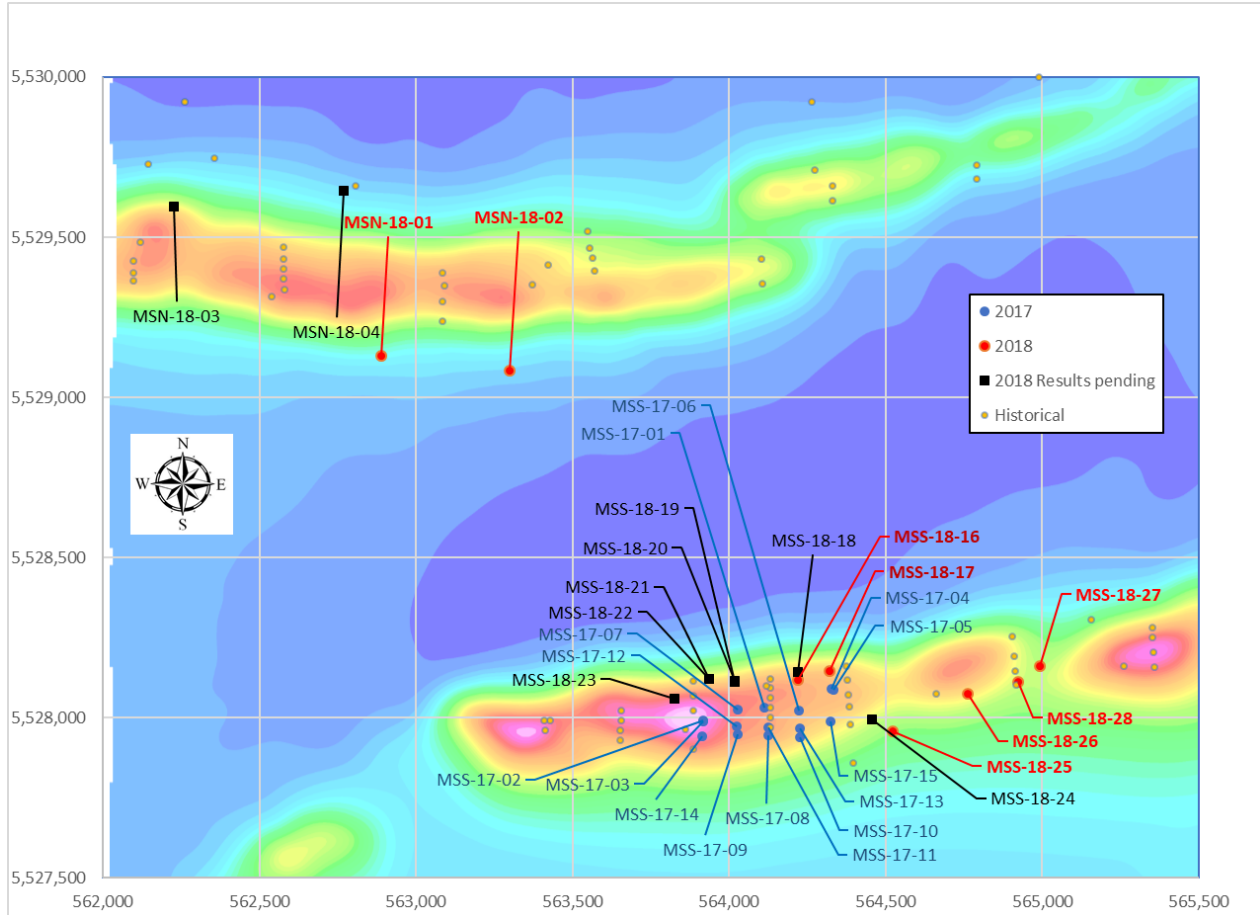 5,530,000
5,529,500
5,529,000
5,528,500
5,528,000
5,527,500
562,000
562,500
563,000
563,500
564,000
564,500
565,000
565,500
MSN-18-01
MSN-18-02
MSN-18-03
MSN-18-04
2017
2018
2018 Results pending
Historical
N
W
E
S
MSS-17-06
MSS-17-01
MSS-18-19
MSS-18-20
MSS-18-21
MSS-18-22
MSS-17-07
MSS-17-12
MSS-18-23
MSS-18-18
MSS-18-16
MSS-18-17
MSS-17-04
MSS-17-05
MSS-18-27
MSS-18-28
MSS-18-26
MSS-18-25
MSS-18-24
MSS-17-15
MSS-17-13
MSS-17-10
MSS-17-11
MSS-17-08
MSS-17-09
MSS-17-14
MSS-17-03
MSS-17-02